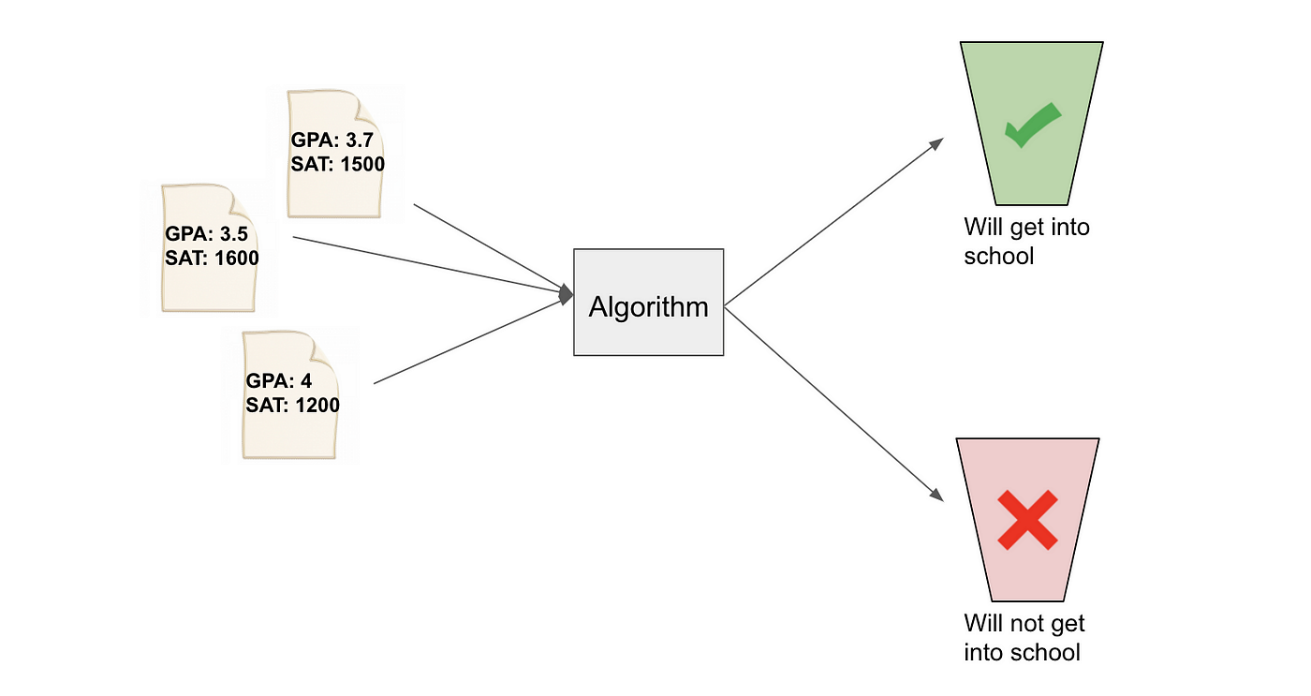 GPA: 3.7
SAT: 1500
GPA: 3.5
SAT: 1600
GPA: 4
SAT: 1200
Algorithm
Will get into
school
Will not get
into school